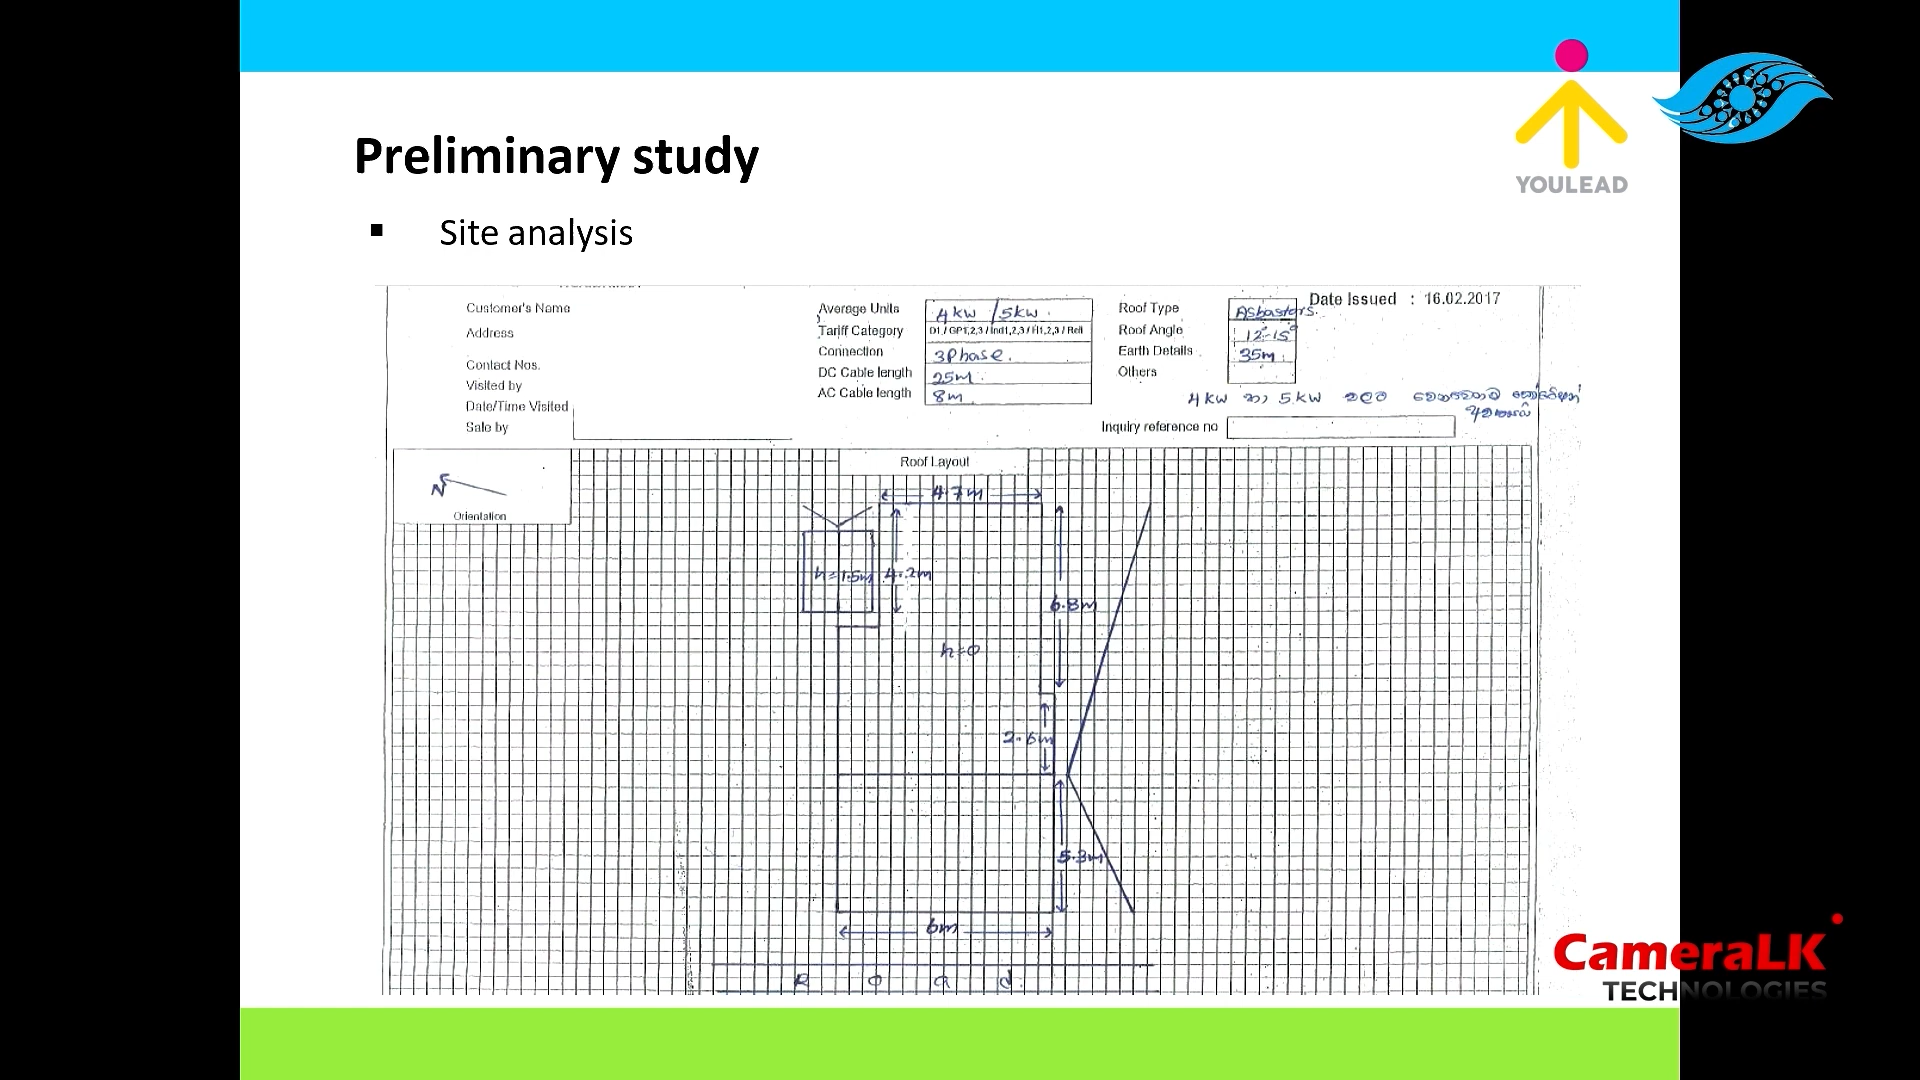 YOULEAD
Preliminary study
▪ Site analysis
Date Issued : 16.02.2017
Customer's Name
Address
Contact Nos.
Visited by
Date/Time Visited
Sale by
Average Units 4kw /5kw.
Tariff Category D1 / GP1,2,3 / Ind1,2,3 / H1,2,3 / Reli
Connection 3Phase.
DC Cable length 25m
AC Cable length 8m
Roof Type Asbastors.
Roof Angle 12-15°
Earth Details 35m
Others
4kw හා 5kw වලට
Inquiry reference no
Roof Layout
N
Orientation
4.7m
h=1.5m
4.2m
6.8m
h=0
2.6m
5.3m
6m
R o a d
CameraLK
TECHNOLOGIES